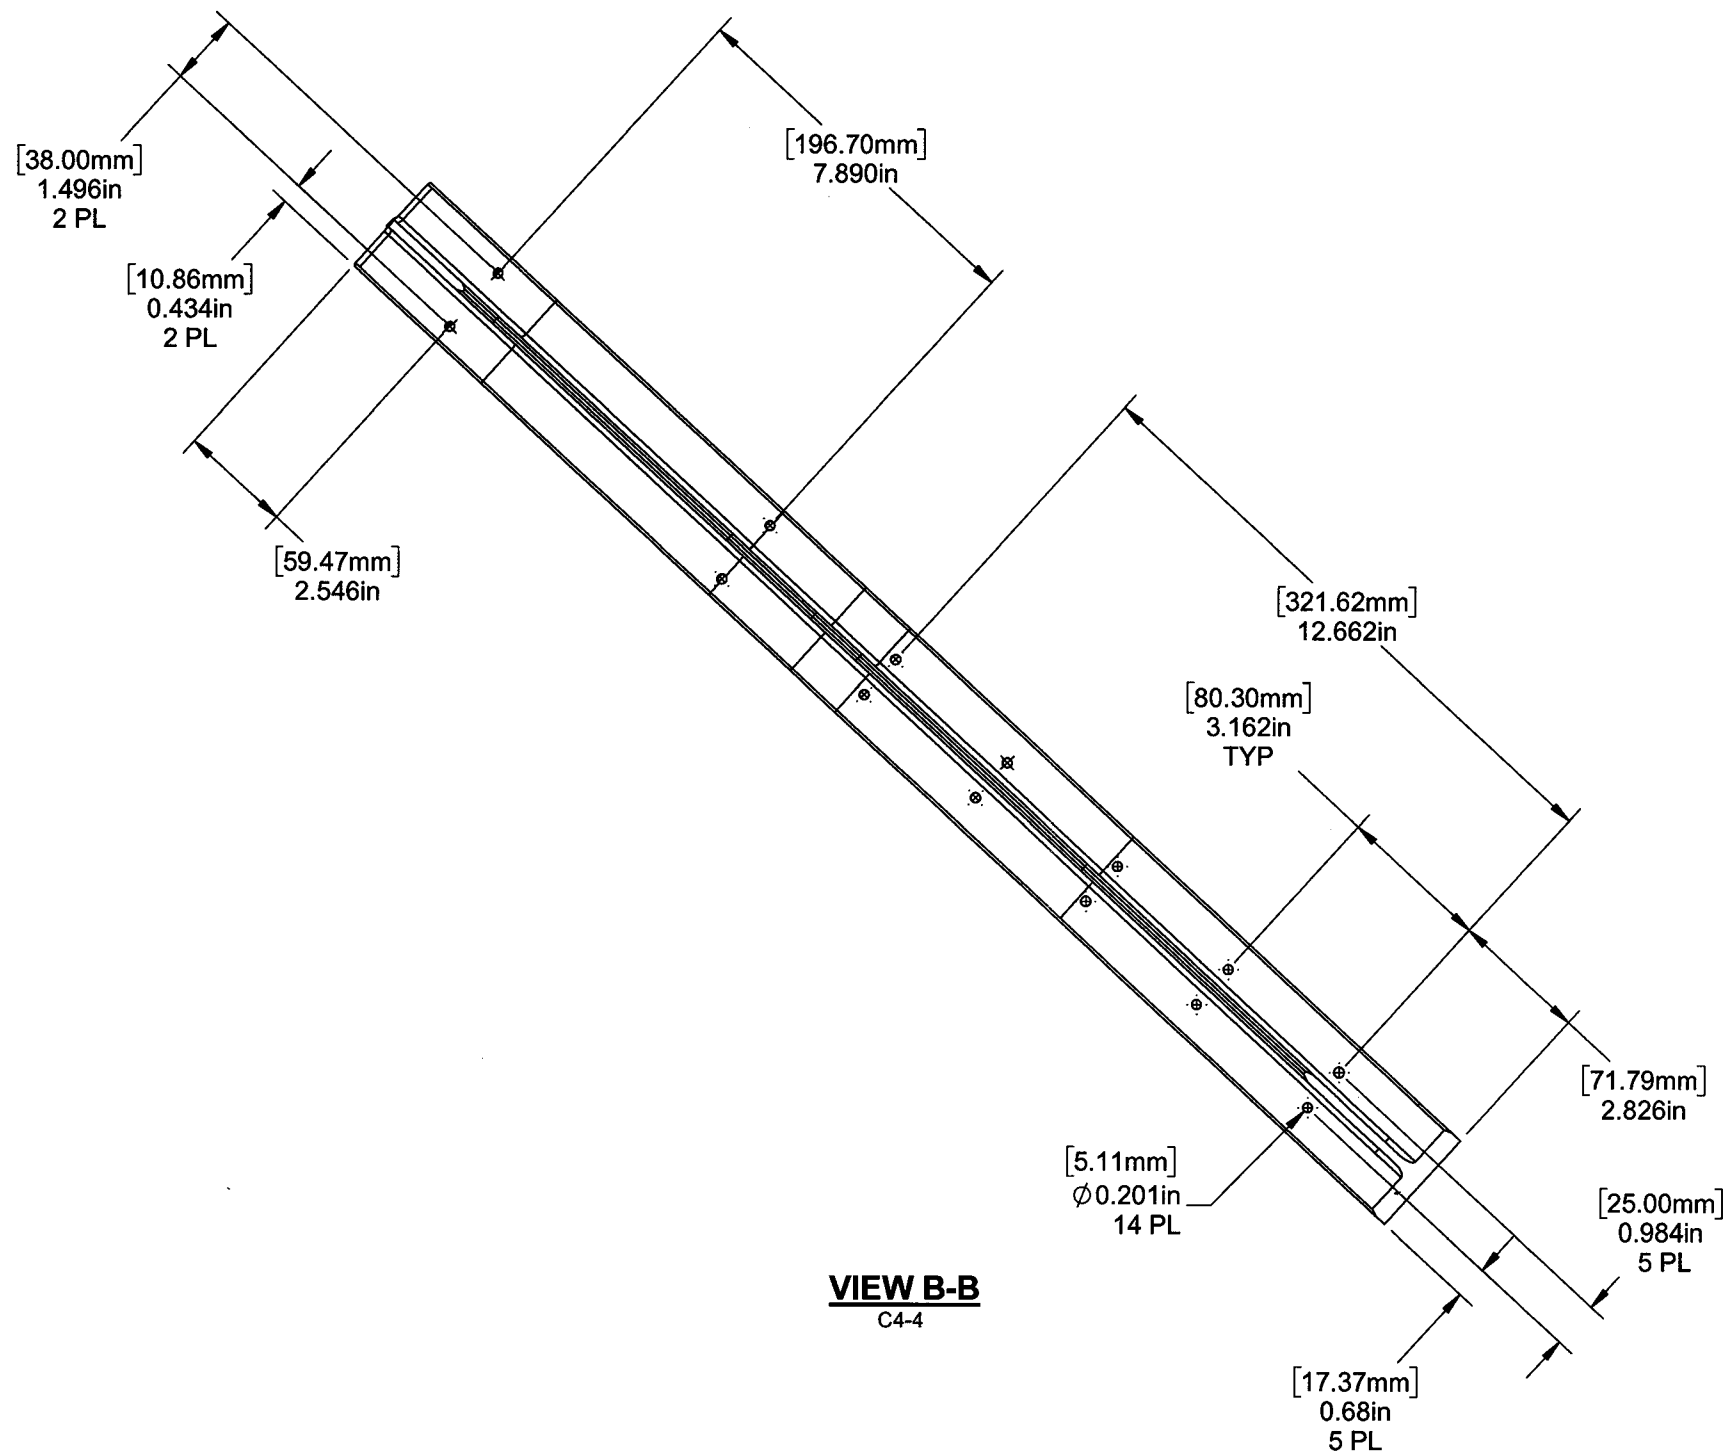 [38.00mm]
1.496in
2 PL
[196.70mm]
7.890in
[10.86mm]
0.434in
2 PL
[59.47mm]
2.546in
[321.62mm]
12.662in
[80.30mm]
3.162in
TYP
[71.79mm]
2.826in
[5.11mm]
Ø0.201in
14 PL
[25.00mm]
0.984in
5 PL
VIEW B-B
C4-4
[17.37mm]
0.68in
5 PL